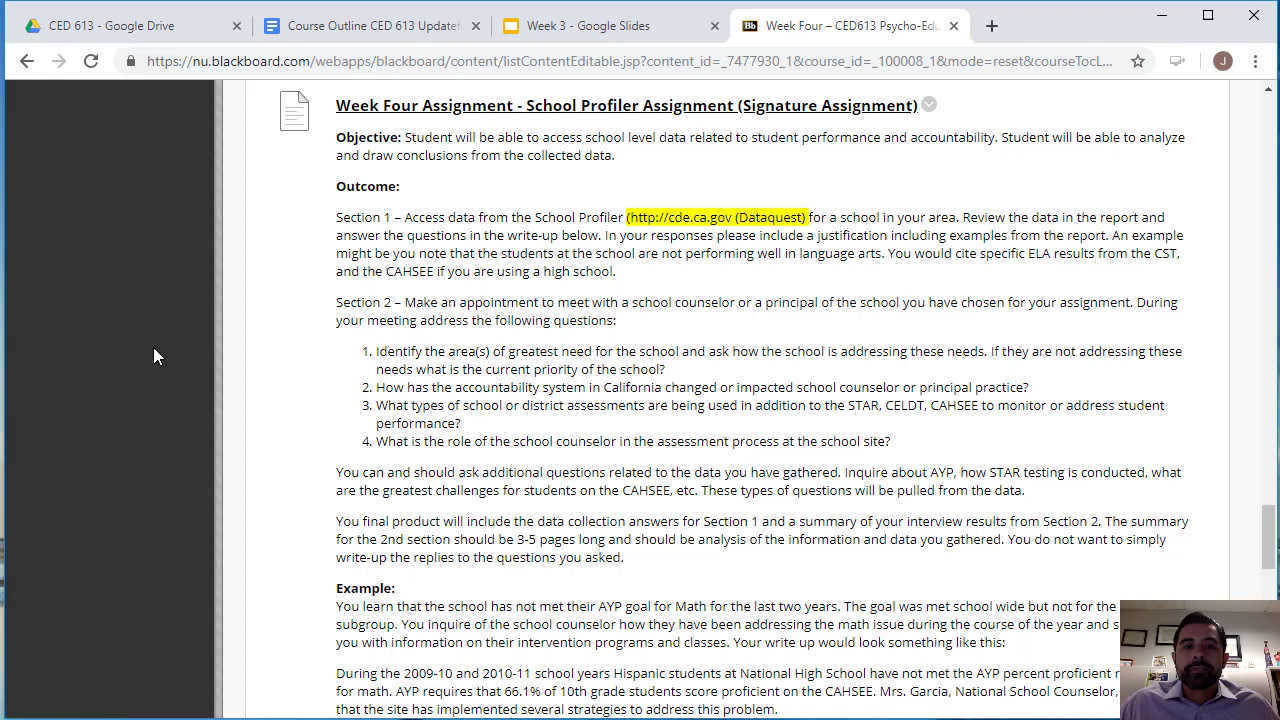 CED 613 - Google Drive
Course Outline CED 613 Updatef
Week 3 - Google Slides
Bb Week Four – CED613 Psycho-Edu
https://nu.blackboard.com/webapps/blackboard/content/listContentEditable.jsp?content_id=_7477930_1&course_id=_100008_1&mode=reset&courseTocL...
J
Week Four Assignment - School Profiler Assignment (Signature Assignment)
Objective: Student will be able to access school level data related to student performance and accountability. Student will be able to analyze
and draw conclusions from the collected data.
Outcome:
Section 1 – Access data from the School Profiler (http://cde.ca.gov (Dataquest) for a school in your area. Review the data in the report and
answer the questions in the write-up below. In your responses please include a justification including examples from the report. An example
might be you note that the students at the school are not performing well in language arts. You would cite specific ELA results from the CST,
and the CAHSEE if you are using a high school.
Section 2 – Make an appointment to meet with a school counselor or a principal of the school you have chosen for your assignment. During
your meeting address the following questions:
1. Identify the area(s) of greatest need for the school and ask how the school is addressing these needs. If they are not addressing these
needs what is the current priority of the school?
2. How has the accountability system in California changed or impacted school counselor or principal practice?
3. What types of school or district assessments are being used in addition to the STAR, CELDT, CAHSEE to monitor or address student
performance?
4. What is the role of the school counselor in the assessment process at the school site?
You can and should ask additional questions related to the data you have gathered. Inquire about AYP, how STAR testing is conducted, what
are the greatest challenges for students on the CAHSEE, etc. These types of questions will be pulled from the data.
You final product will include the data collection answers for Section 1 and a summary of your interview results from Section 2. The summary
for the 2nd section should be 3-5 pages long and should be analysis of the information and data you gathered. You do not want to simply
write-up the replies to the questions you asked.
Example:
You learn that the school has not met their AYP goal for Math for the last two years. The goal was met school wide but not for the
subgroup. You inquire of the school counselor how they have been addressing the math issue during the course of the year and s
you with information on their intervention programs and classes. Your write up would look something like this:
During the 2009-10 and 2010-11 school years Hispanic students at National High School have not met the AYP percent proficient r
for math. AYP requires that 66.1% of 10th grade students score proficient on the CAHSEE. Mrs. Garcia, National School Counselor,
that the site has implemented several strategies to address this problem.